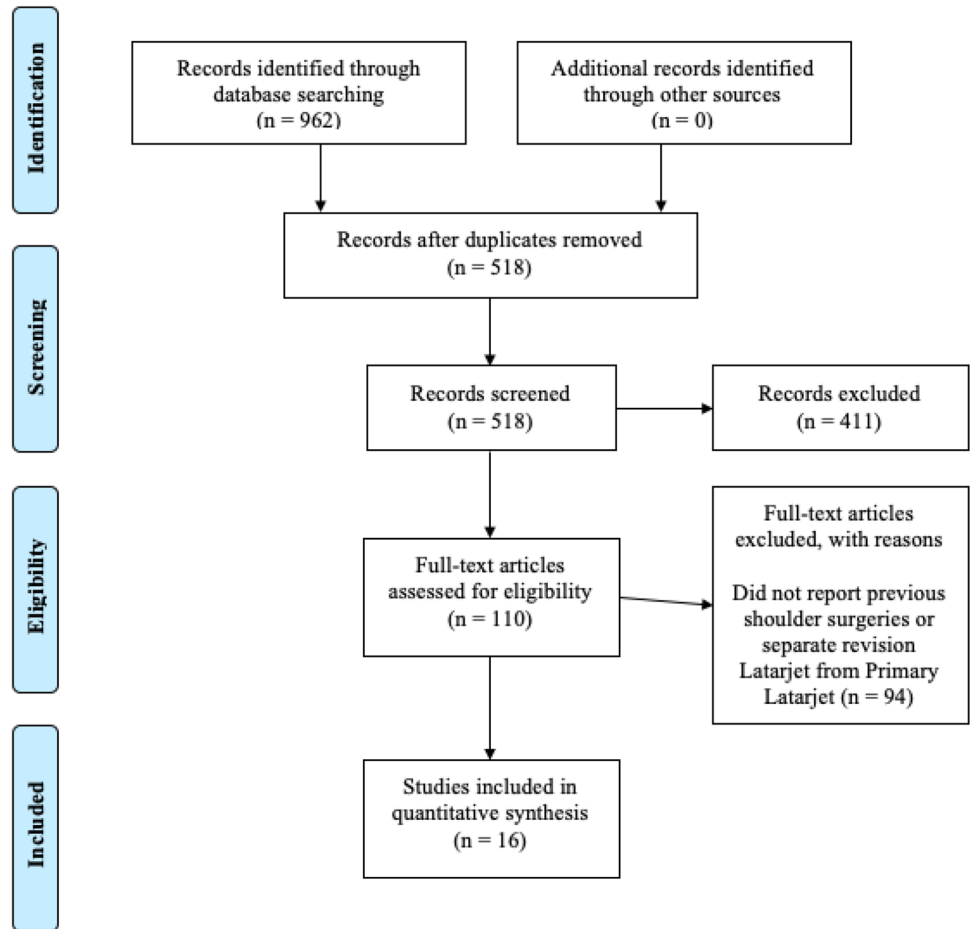 Identification
Records identified through
database searching
(n = 962)
Additional records identified
through other sources
(n = 0)
Records after duplicates removed
(n = 518)
Screening
Records screened
(n = 518)
Records excluded
(n = 411)
Eligibility
Full-text articles
assessed for eligibility
(n = 110)
Full-text articles
excluded, with reasons
Did not report previous
shoulder surgeries or
separate revision
Latarjet from Primary
Latarjet (n = 94)
Included
Studies included in
quantitative synthesis
(n = 16)